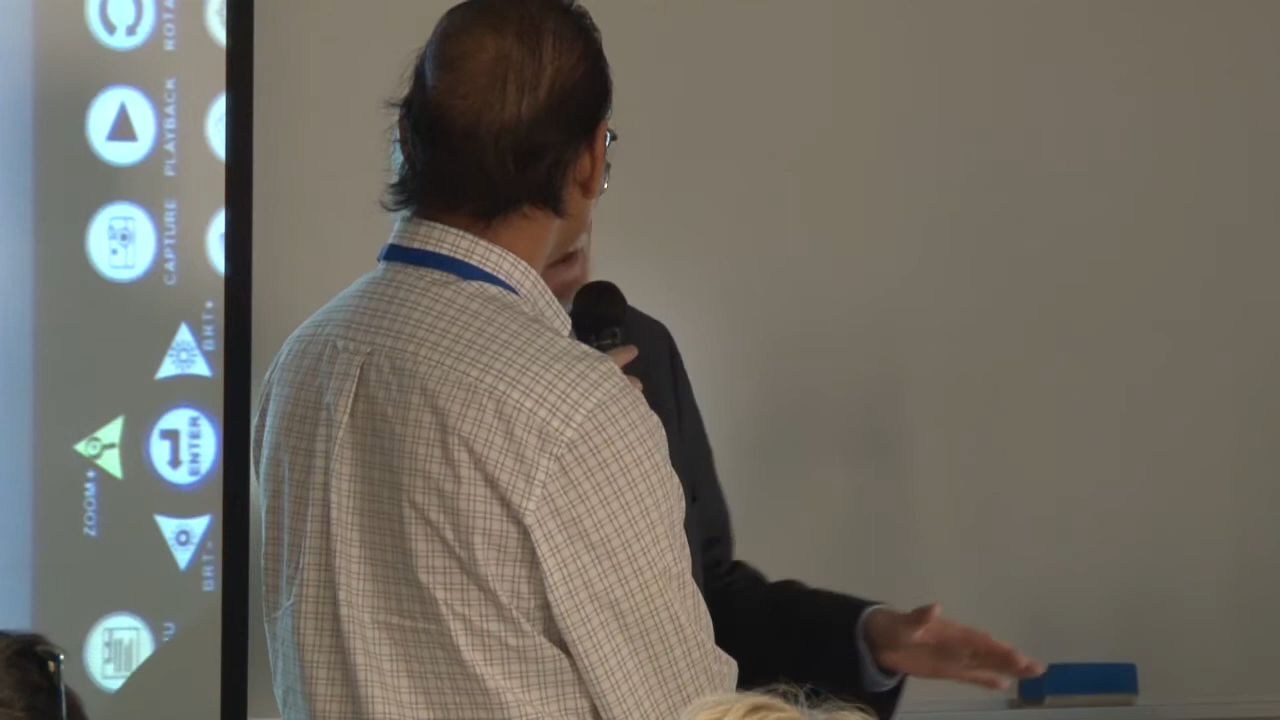 ROTA
PLAYBACK
CAPTURE
BRT+
ENTER
ZOOM+
BRT-